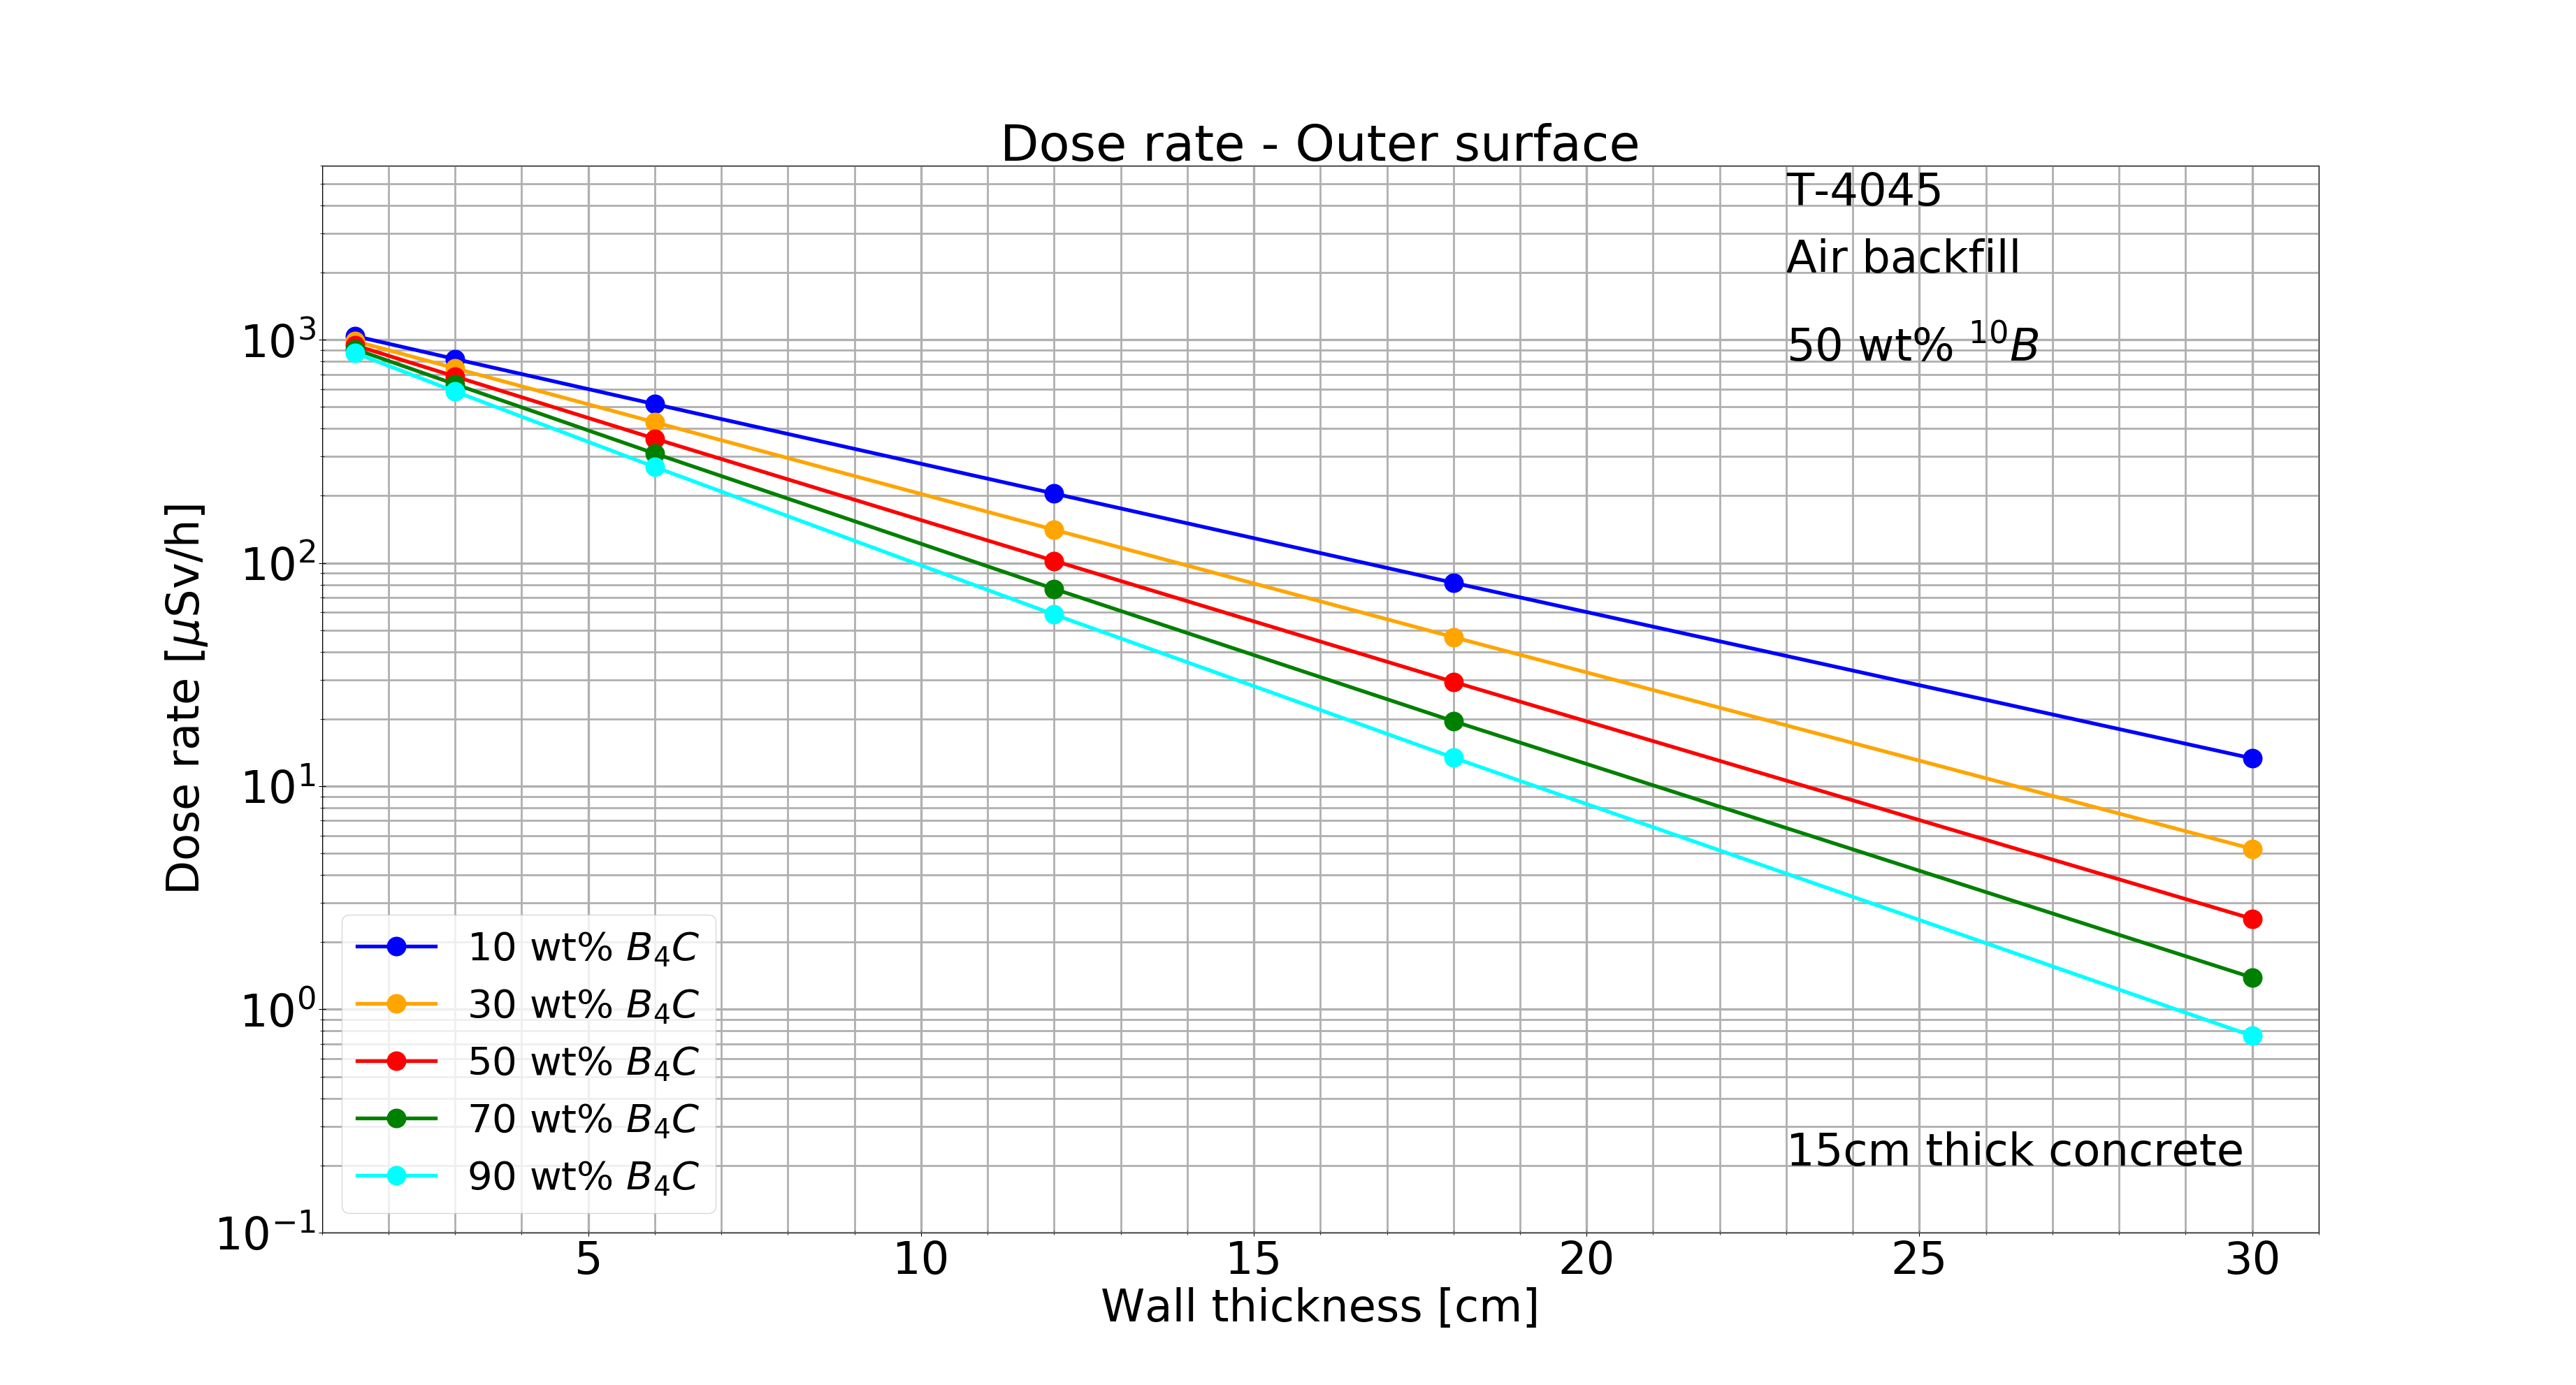 Dose rate - Outer surface
T-4045
Air backfill
50 wt% ¹⁰B
Dose rate [μSv/h]
10³
10²
10¹
10⁰
10⁻¹
10 wt% B₄C
30 wt% B₄C
50 wt% B₄C
70 wt% B₄C
90 wt% B₄C
15cm thick concrete
5 10 15 20 25 30
Wall thickness [cm]